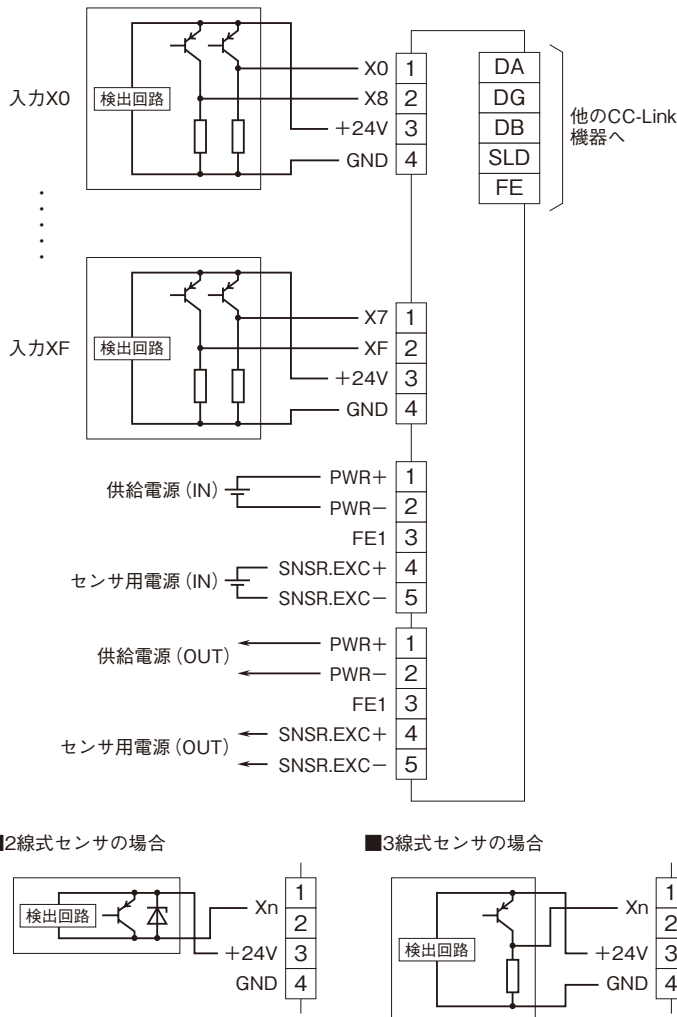 入力X0
検出回路
X0 1
X8 2
+24V 3
GND 4
DA
DG
DB
SLD
FE
他のCC-Link
機器へ
入力XF
検出回路
X7 1
XF 2
+24V 3
GND 4
供給電源(IN)
PWR+ 1
PWR− 2
FE1 3
センサ用電源(IN)
SNSR.EXC+ 4
SNSR.EXC− 5
供給電源(OUT)
PWR+ 1
PWR− 2
FE1 3
センサ用電源(OUT)
SNSR.EXC+ 4
SNSR.EXC− 5
■2線式センサの場合
検出回路
Xn 1
2
+24V 3
GND 4
■3線式センサの場合
検出回路
Xn 1
2
+24V 3
GND 4